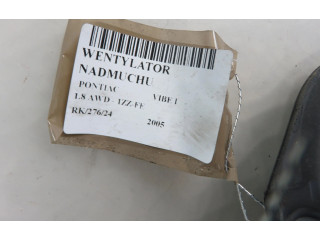 WENTYLATOR
NADMUCHU
PONTIAC VIBE I
1.8 AWD - 1ZZ-FE
RK/276/24 2005